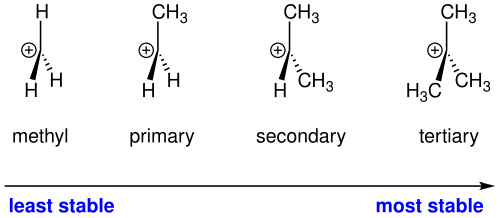 H CH₃ CH₃ CH₃
⊕ ⊕ ⊕ ⊕
H H H H H CH₃ H₃C CH₃
methyl primary secondary tertiary
least stable most stable